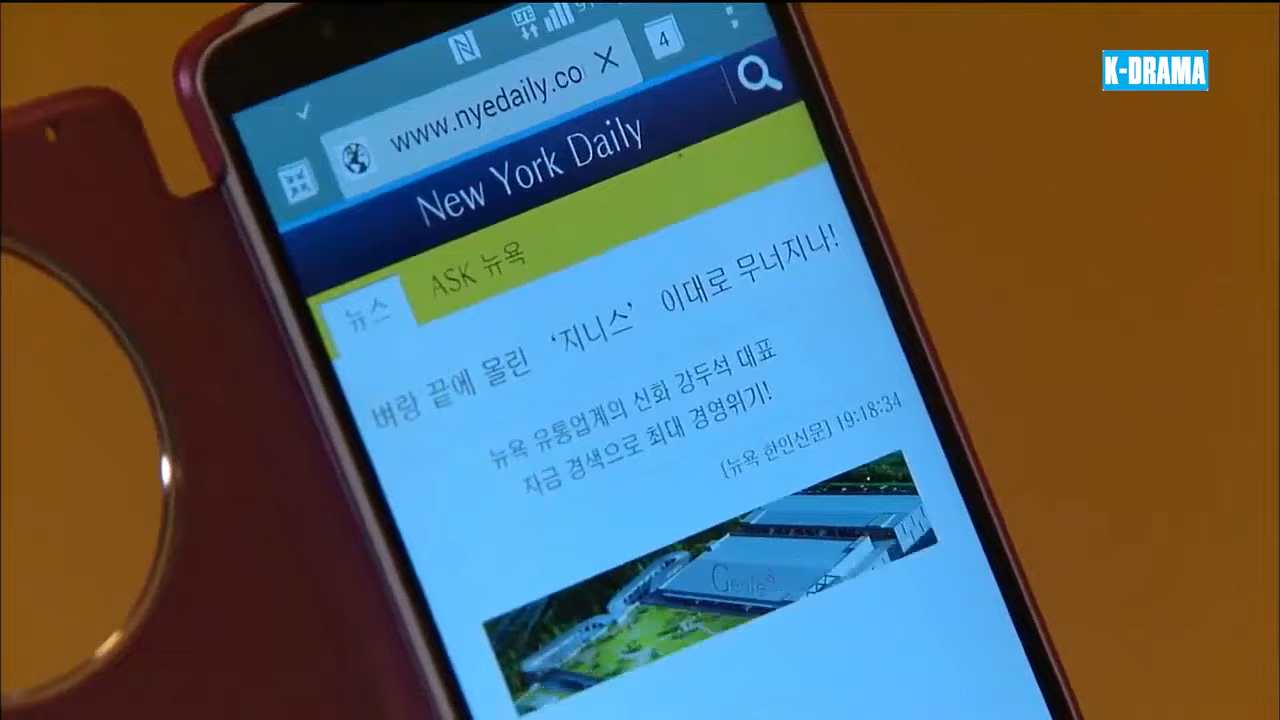 K-DRAMA
LTE
4
www.nyedaily.co
New York Daily
뉴스
ASK 뉴욕
벼랑 끝에 몰린 ‘지니스’ 이대로 무너지나!
뉴욕 유통업계의 신화 강두석 대표
자금 경색으로 최대 경영위기!
[뉴욕 한인신문] 19:18:34